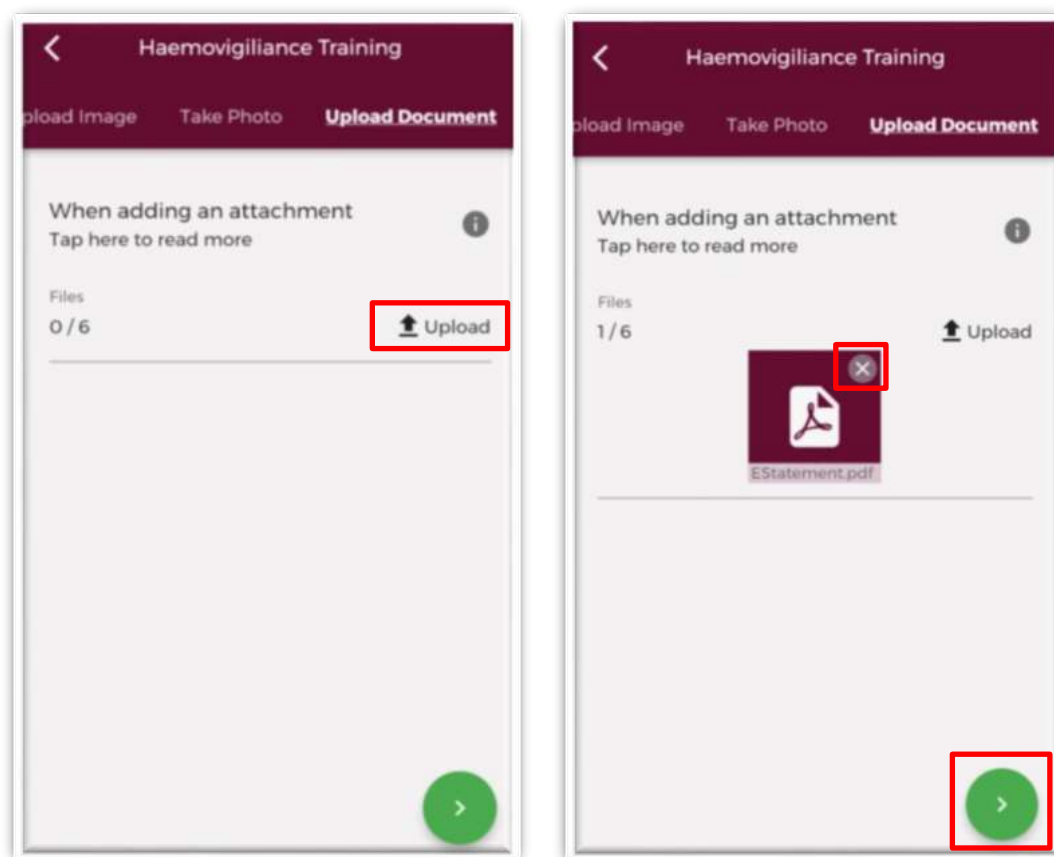 Haemovigiliance Training
pload Image Take Photo Upload Document
When adding an attachment
Tap here to read more
Files
0 / 6 Upload
Haemovigiliance Training
pload Image Take Photo Upload Document
When adding an attachment
Tap here to read more
Files
1 / 6 Upload
EStatement.pdf